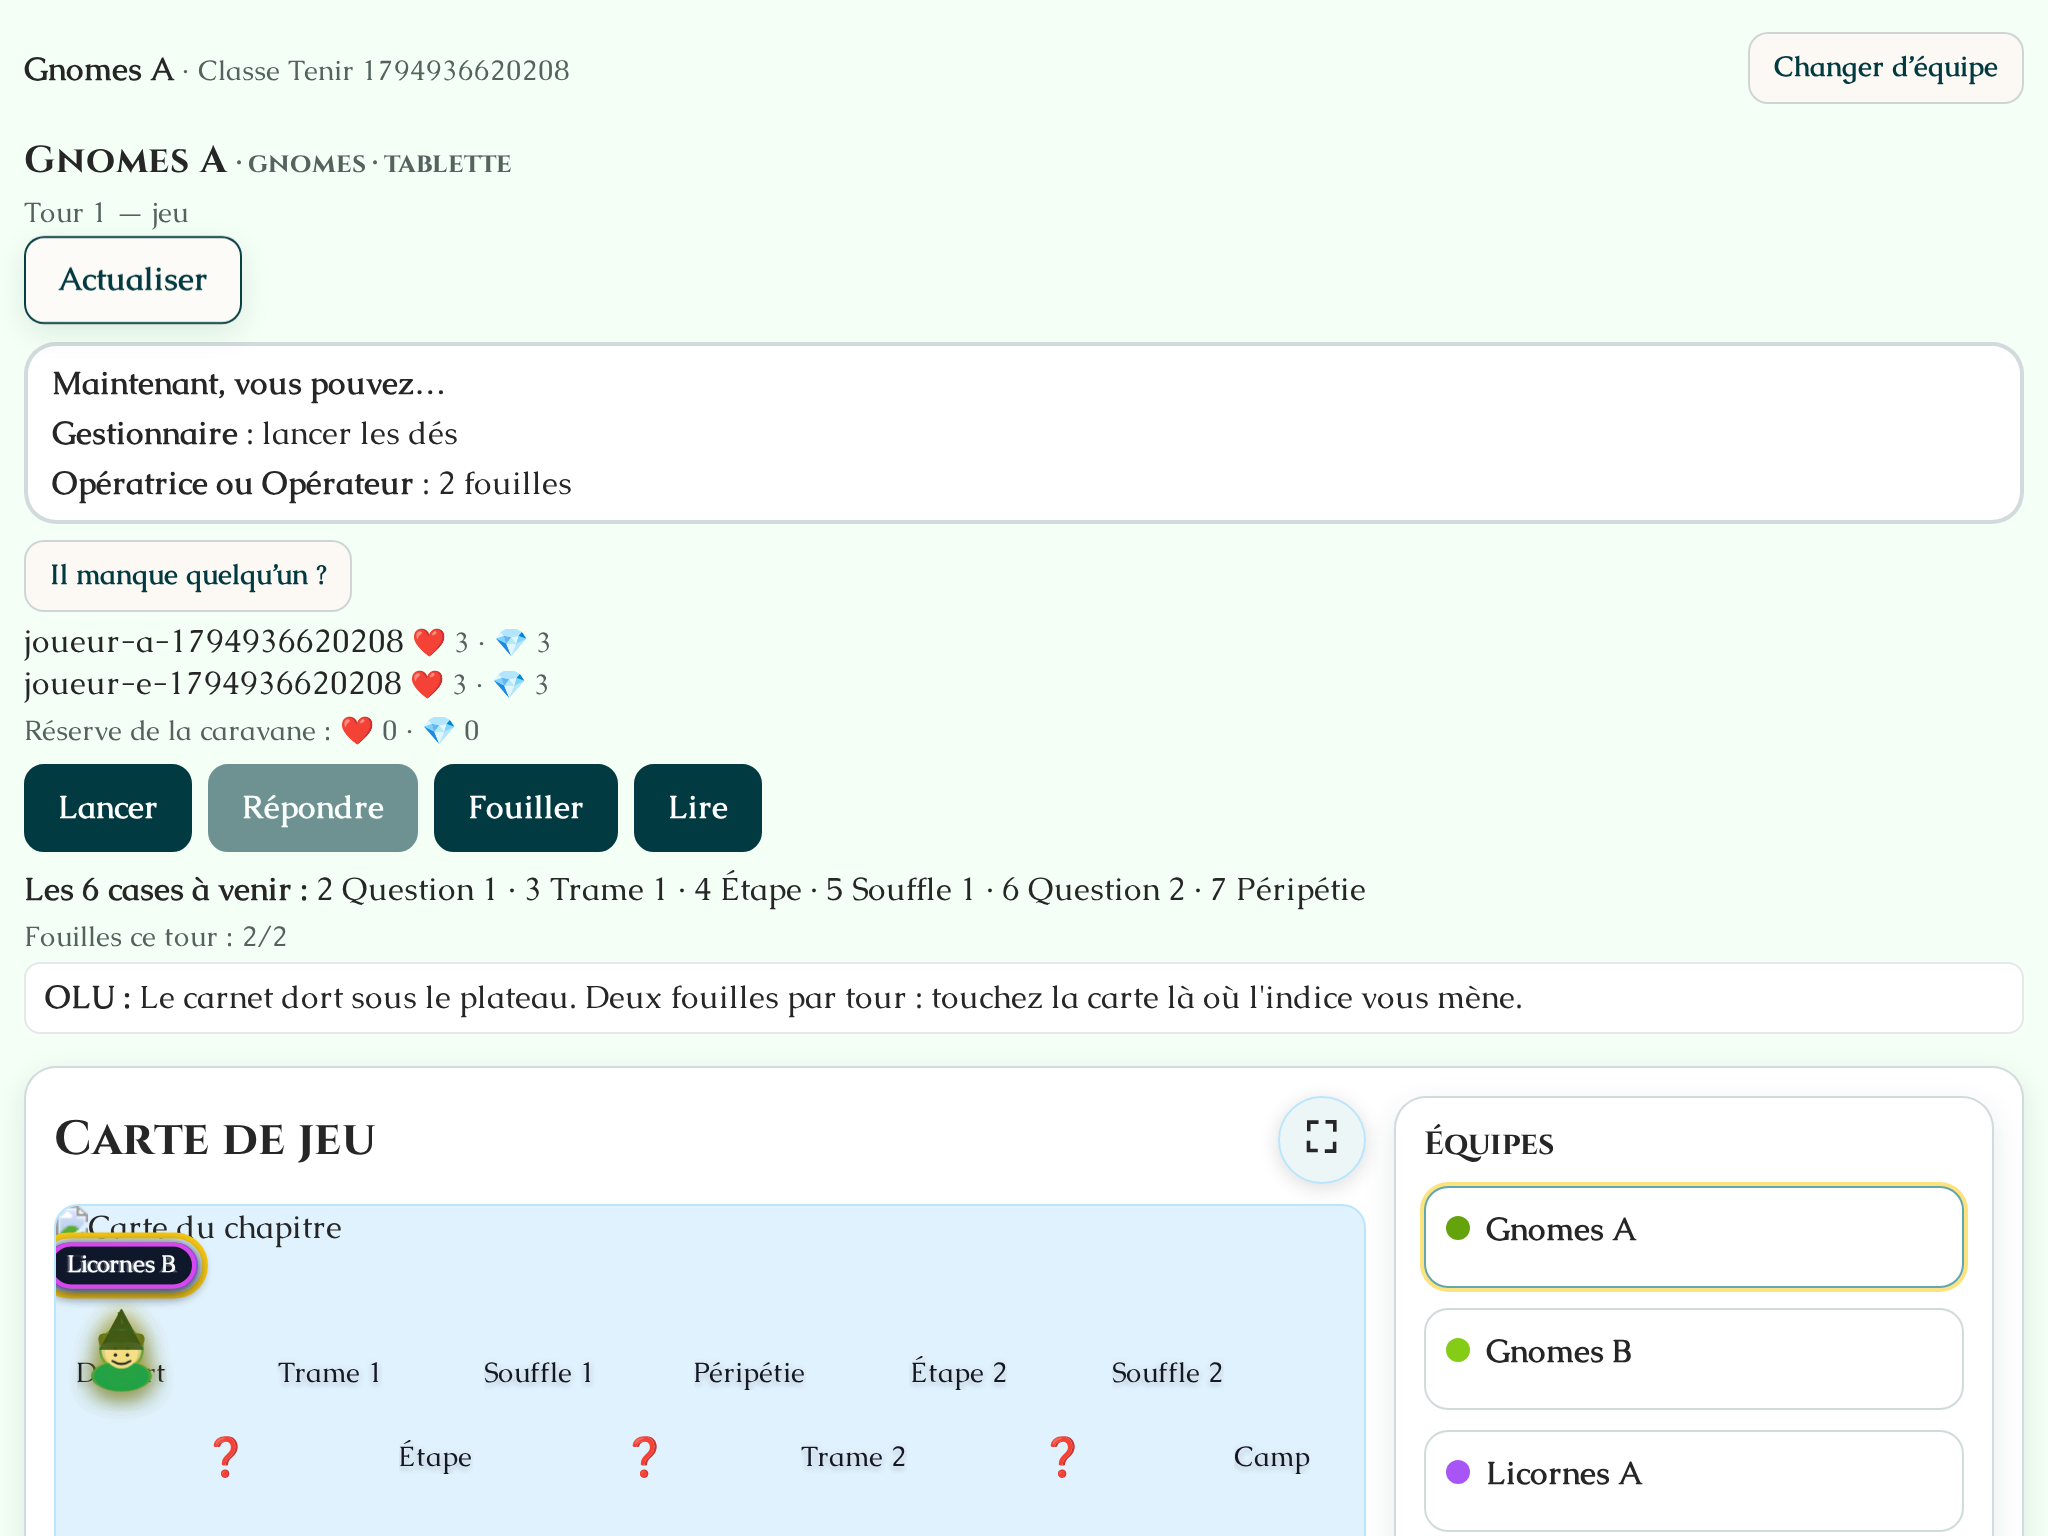 Gnomes A · Classe Tenir 1794936620208
Changer d’équipe
Gnomes A · gnomes · tablette
Tour 1 — jeu
Actualiser
Maintenant, vous pouvez…
Gestionnaire : lancer les dés
Opératrice ou Opérateur : 2 fouilles
Il manque quelqu’un ?
joueur-a-1794936620208 ❤️ 3 · 💎 3
joueur-e-1794936620208 ❤️ 3 · 💎 3
Réserve de la caravane : ❤️ 0 · 💎 0
Lancer
Répondre
Fouiller
Lire
Les 6 cases à venir : 2 Question 1 · 3 Trame 1 · 4 Étape · 5 Souffle 1 · 6 Question 2 · 7 Péripétie
Fouilles ce tour : 2/2
OLU : Le carnet dort sous le plateau. Deux fouilles par tour : touchez la carte là où l'indice vous mène.
Carte de jeu
Carte du chapitre
Licornes B
Trame 1
Souffle 1
Péripétie
Étape 2
Souffle 2
❓
Étape
❓
Trame 2
❓
Camp
Équipes
Gnomes A
Gnomes B
Licornes A